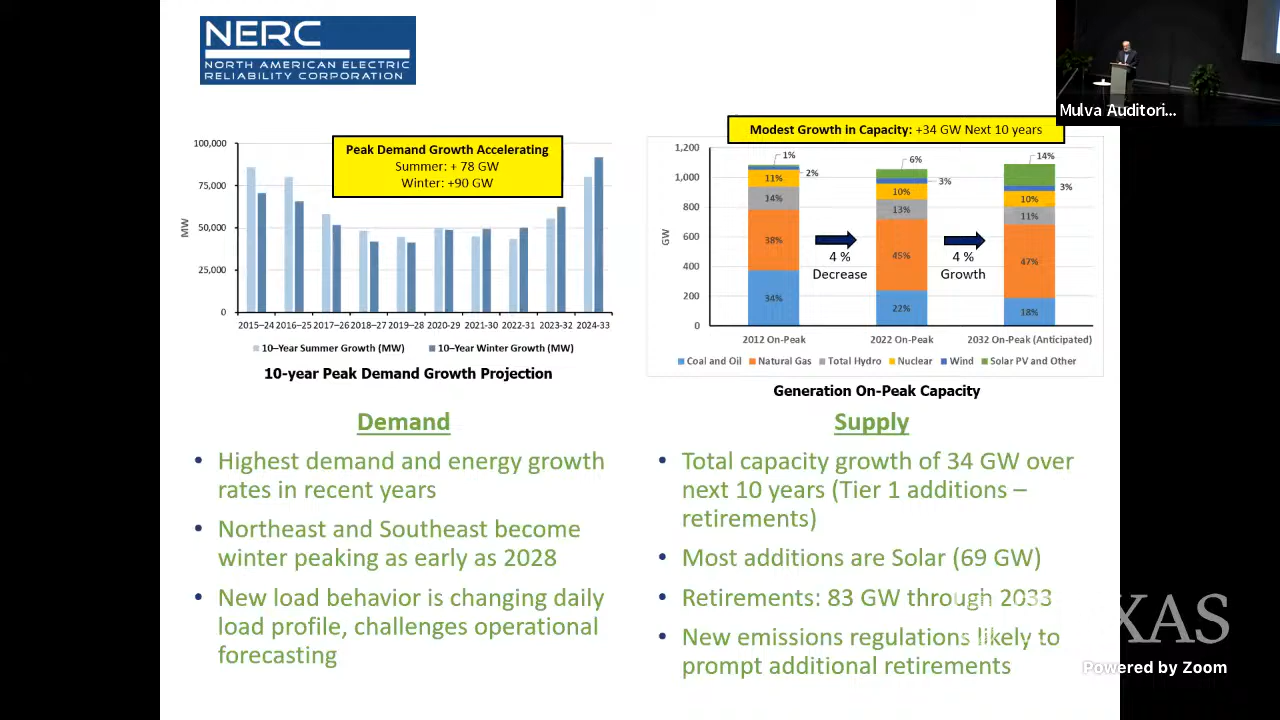 NERC
NORTH AMERICAN ELECTRIC
RELIABILITY CORPORATION
Mulva Auditori...
Peak Demand Growth Accelerating
Summer: + 78 GW
Winter: +90 GW
100,000
75,000
50,000
25,000
0
MW
2015–24 2016–25 2017–26 2018–27 2019–28 2020-29 2021-30 2022-31 2023-32 2024-33
10–Year Summer Growth (MW) 10–Year Winter Growth (MW)
10-year Peak Demand Growth Projection
Modest Growth in Capacity: +34 GW Next 10 years
1,200
1,000
800
600
400
200
0
GW
1%
2%
11%
14%
38%
34%
4 %
Decrease
6%
3%
10%
13%
45%
22%
4 %
Growth
14%
3%
10%
11%
47%
18%
2012 On-Peak 2022 On-Peak 2032 On-Peak (Anticipated)
Coal and Oil Natural Gas Total Hydro Nuclear Wind Solar PV and Other
Generation On-Peak Capacity
Demand
• Highest demand and energy growth
rates in recent years
• Northeast and Southeast become
winter peaking as early as 2028
• New load behavior is changing daily
load profile, challenges operational
forecasting
Supply
• Total capacity growth of 34 GW over
next 10 years (Tier 1 additions –
retirements)
• Most additions are Solar (69 GW)
• Retirements: 83 GW through 2033
• New emissions regulations likely to
prompt additional retirements
XAS
Powered by Zoom